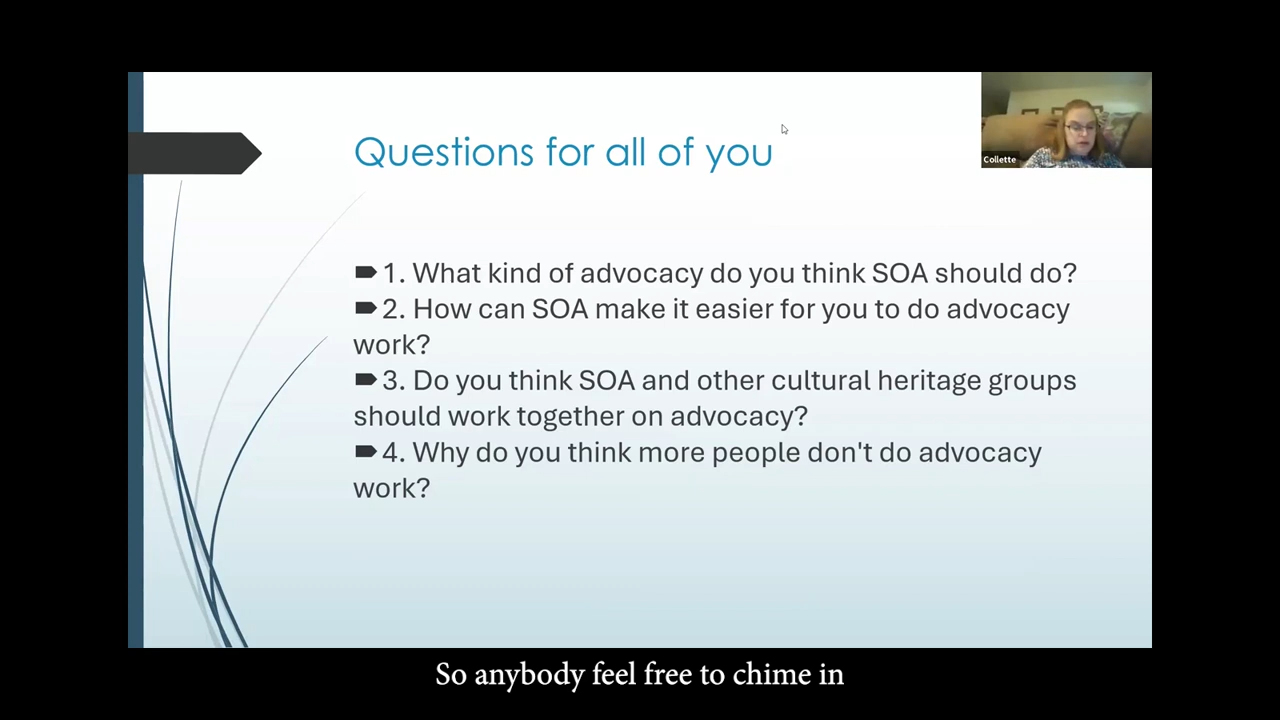 Questions for all of you
Collette
1. What kind of advocacy do you think SOA should do?
2. How can SOA make it easier for you to do advocacy
work?
3. Do you think SOA and other cultural heritage groups
should work together on advocacy?
4. Why do you think more people don't do advocacy
work?
So anybody feel free to chime in